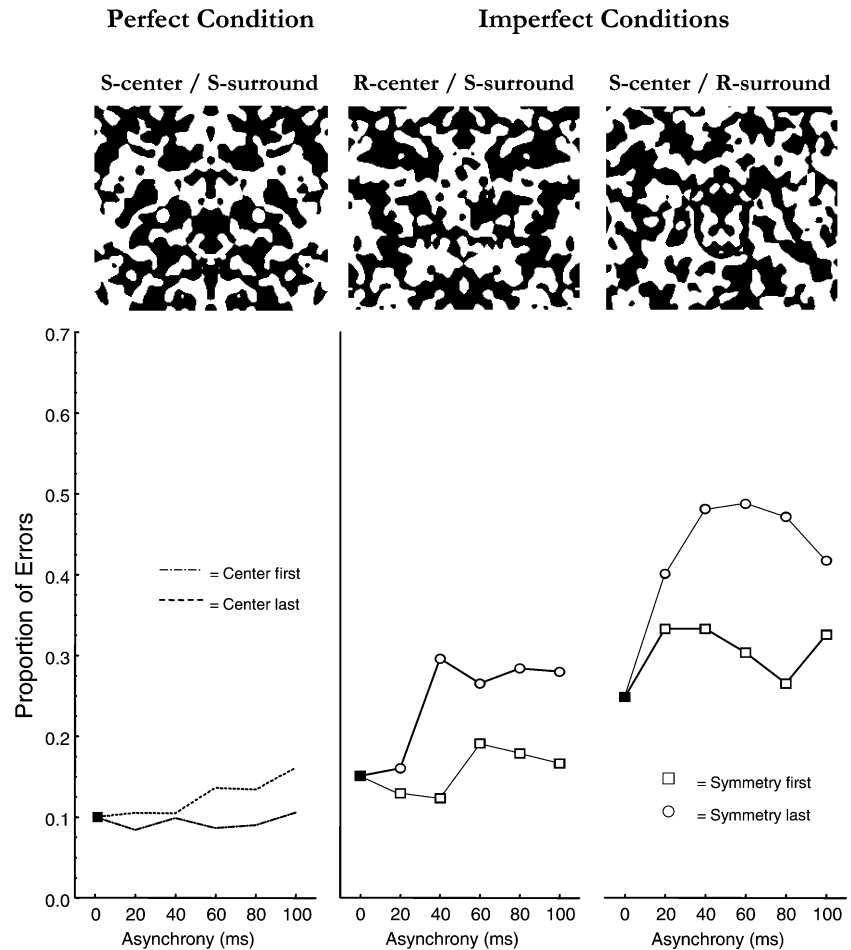 Perfect Condition
Imperfect Conditions
S-center / S-surround
R-center / S-surround
S-center / R-surround
Proportion of Errors
0.7
0.6
0.5
0.4
0.3
0.2
0.1
0.0
= Center first
= Center last
= Symmetry first
= Symmetry last
0 20 40 60 80 100
0 20 40 60 80 100
0 20 40 60 80 100
Asynchrony (ms)
Asynchrony (ms)
Asynchrony (ms)